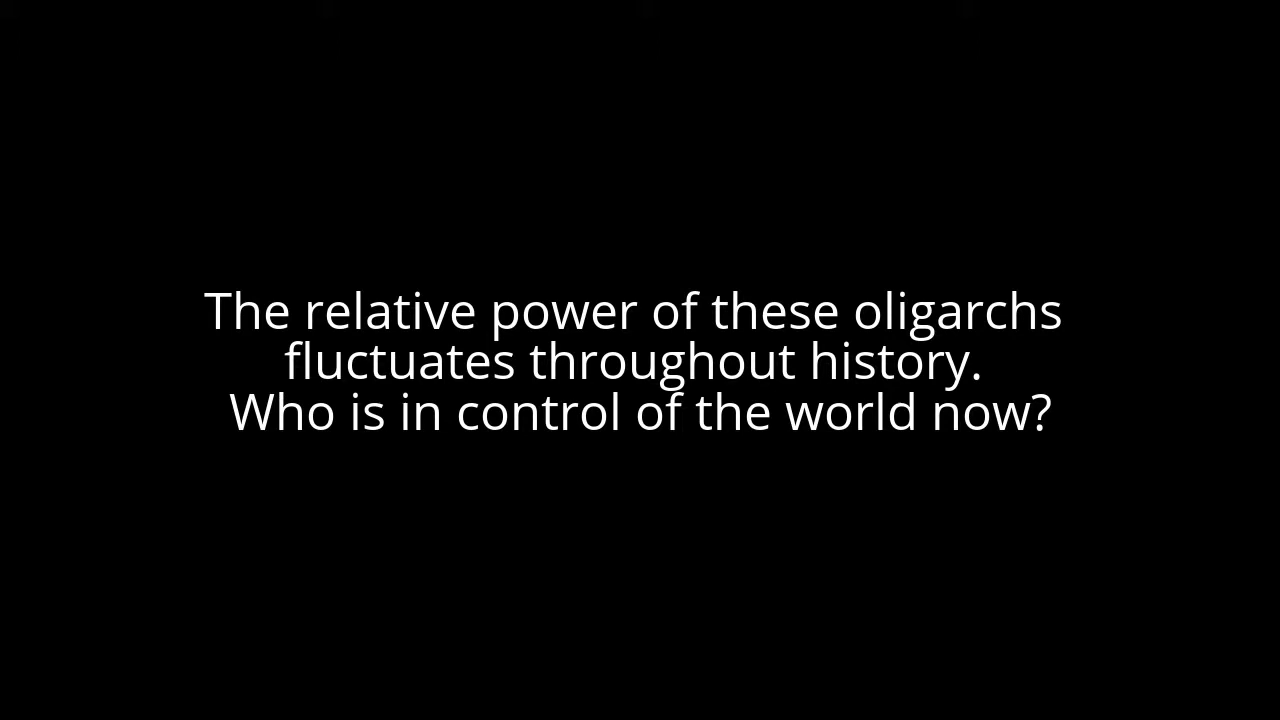 The relative power of these oligarchs
fluctuates throughout history.
Who is in control of the world now?